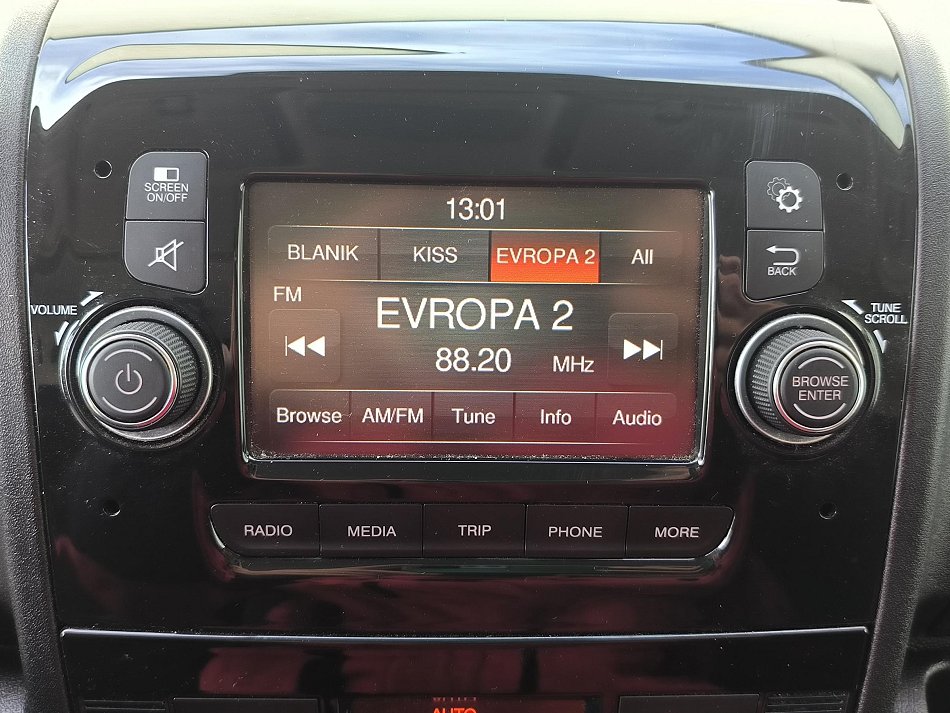 SCREEN
ON/OFF
VOLUME
13:01
BLANIK KISS EVROPA 2 All
FM
EVROPA 2
88.20 MHz
Browse AM/FM Tune Info Audio
BACK
TUNE
SCROLL
BROWSE
ENTER
RADIO MEDIA TRIP PHONE MORE
AUTO